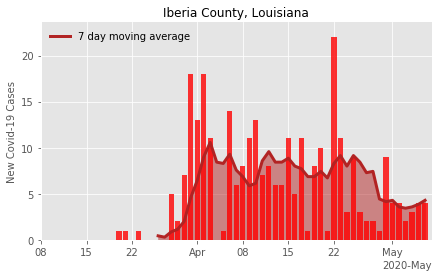 Iberia County, Louisiana
7 day moving average
New Covid-19 Cases
20
15
10
5
0
08 15 22 Apr 08 15 22 May
2020-May